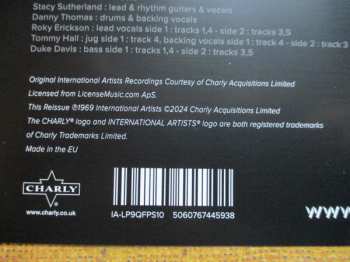 Stacy Sutherland : lead & rhythm guitars & vocals
Danny Thomas : drums & backing vocals
Roky Erickson : lead vocals side 1 : tracks 1,4 - side 2 : tracks 3,5
Tommy Hall : jug side 1 : track 4, backing vocals side 1 : track 4 - side 2 : track 3
Duke Davis : bass side 1 : tracks 1,4 - side 2 : tracks 3,5
Original International Artists Recordings Courtesy of Charly Acquisitions Limited
Licensed from LicenseMusic.com ApS.
This Reissue ℗1969 International Artists ©2024 Charly Acquisitions Limited
The CHARLY® logo and INTERNATIONAL ARTISTS® logo are both registered trademarks
of Charly Trademarks Limited.
Made in the EU
CHARLY
www.charly.co.uk
IA-LP9QFPS10 5060767445938
www